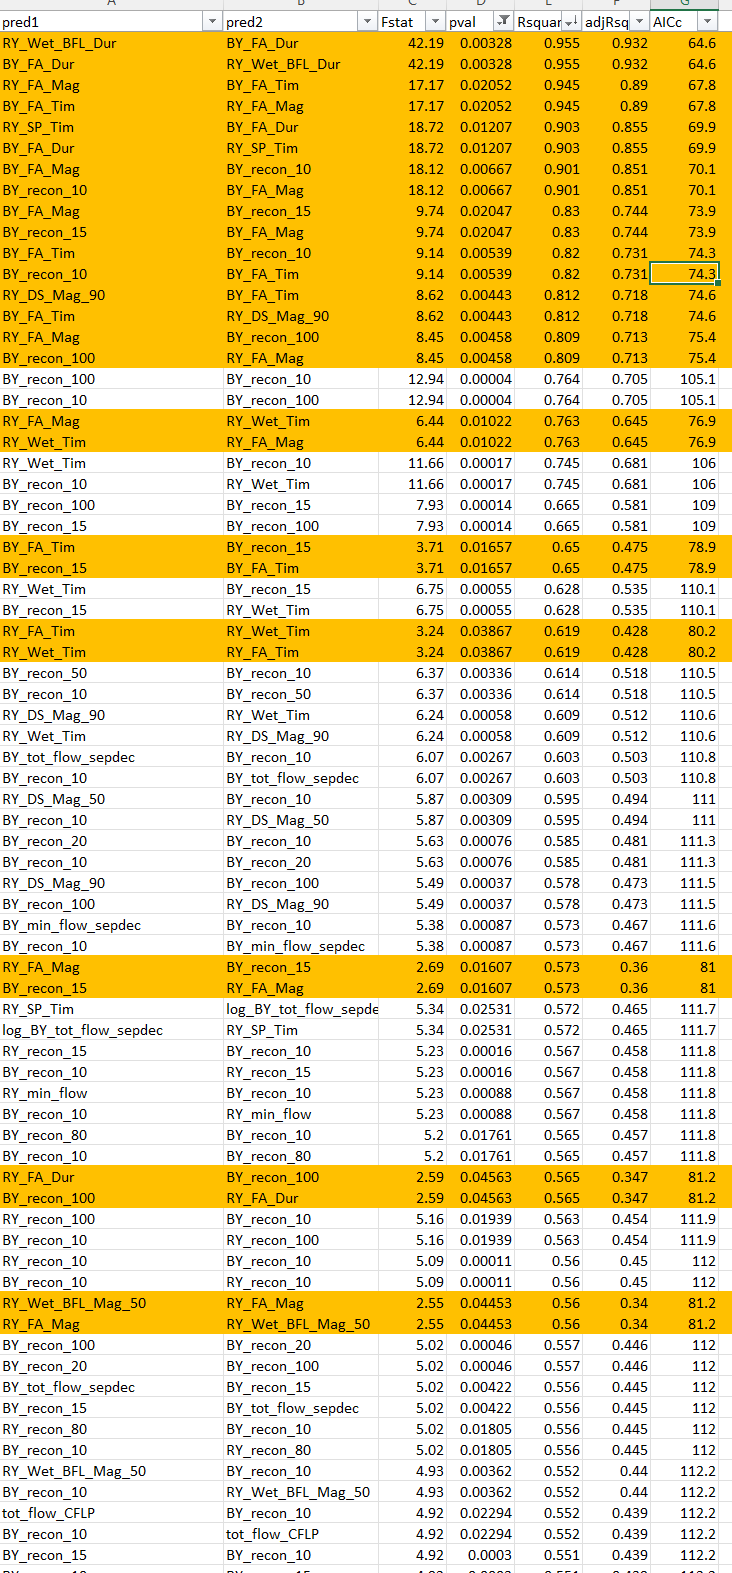 A B C D E F G
pred1 pred2 Fstat pval Rsquar adjRsq AICc
RY_Wet_BFL_Dur BY_FA_Dur 42.19 0.00328 0.955 0.932 64.6
BY_FA_Dur RY_Wet_BFL_Dur 42.19 0.00328 0.955 0.932 64.6
RY_FA_Mag BY_FA_Tim 17.17 0.02052 0.945 0.89 67.8
BY_FA_Tim RY_FA_Mag 17.17 0.02052 0.945 0.89 67.8
RY_SP_Tim BY_FA_Dur 18.72 0.01207 0.903 0.855 69.9
BY_FA_Dur RY_SP_Tim 18.72 0.01207 0.903 0.855 69.9
BY_FA_Mag BY_recon_10 18.12 0.00667 0.901 0.851 70.1
BY_recon_10 BY_FA_Mag 18.12 0.00667 0.901 0.851 70.1
BY_FA_Mag BY_recon_15 9.74 0.02047 0.83 0.744 73.9
BY_recon_15 BY_FA_Mag 9.74 0.02047 0.83 0.744 73.9
BY_FA_Tim BY_recon_10 9.14 0.00539 0.82 0.731 74.3
BY_recon_10 BY_FA_Tim 9.14 0.00539 0.82 0.731 74.3
RY_DS_Mag_90 BY_FA_Tim 8.62 0.00443 0.812 0.718 74.6
BY_FA_Tim RY_DS_Mag_90 8.62 0.00443 0.812 0.718 74.6
RY_FA_Mag BY_recon_100 8.45 0.00458 0.809 0.713 75.4
BY_recon_100 RY_FA_Mag 8.45 0.00458 0.809 0.713 75.4
BY_recon_100 BY_recon_10 12.94 0.00004 0.764 0.705 105.1
BY_recon_10 BY_recon_100 12.94 0.00004 0.764 0.705 105.1
RY_FA_Mag RY_Wet_Tim 6.44 0.01022 0.763 0.645 76.9
RY_Wet_Tim RY_FA_Mag 6.44 0.01022 0.763 0.645 76.9
RY_Wet_Tim BY_recon_10 11.66 0.00017 0.745 0.681 106
BY_recon_10 RY_Wet_Tim 11.66 0.00017 0.745 0.681 106
BY_recon_100 BY_recon_15 7.93 0.00014 0.665 0.581 109
BY_recon_15 BY_recon_100 7.93 0.00014 0.665 0.581 109
BY_FA_Tim BY_recon_15 3.71 0.01657 0.65 0.475 78.9
BY_recon_15 BY_FA_Tim 3.71 0.01657 0.65 0.475 78.9
RY_Wet_Tim BY_recon_15 6.75 0.00055 0.628 0.535 110.1
BY_recon_15 RY_Wet_Tim 6.75 0.00055 0.628 0.535 110.1
RY_FA_Tim RY_Wet_Tim 3.24 0.03867 0.619 0.428 80.2
RY_Wet_Tim RY_FA_Tim 3.24 0.03867 0.619 0.428 80.2
BY_recon_50 BY_recon_10 6.37 0.00336 0.614 0.518 110.5
BY_recon_10 BY_recon_50 6.37 0.00336 0.614 0.518 110.5
RY_DS_Mag_90 RY_Wet_Tim 6.24 0.00058 0.609 0.512 110.6
RY_Wet_Tim RY_DS_Mag_90 6.24 0.00058 0.609 0.512 110.6
BY_tot_flow_sepdec BY_recon_10 6.07 0.00267 0.603 0.503 110.8
BY_recon_10 BY_tot_flow_sepdec 6.07 0.00267 0.603 0.503 110.8
RY_DS_Mag_50 BY_recon_10 5.87 0.00309 0.595 0.494 111
BY_recon_10 RY_DS_Mag_50 5.87 0.00309 0.595 0.494 111
BY_recon_20 BY_recon_10 5.63 0.00076 0.585 0.481 111.3
BY_recon_10 BY_recon_20 5.63 0.00076 0.585 0.481 111.3
RY_DS_Mag_90 BY_recon_100 5.49 0.00037 0.578 0.473 111.5
BY_recon_100 RY_DS_Mag_90 5.49 0.00037 0.578 0.473 111.5
BY_min_flow_sepdec BY_recon_10 5.38 0.00087 0.573 0.467 111.6
BY_recon_10 BY_min_flow_sepdec 5.38 0.00087 0.573 0.467 111.6
RY_FA_Mag BY_recon_15 2.69 0.01607 0.573 0.36 81
BY_recon_15 RY_FA_Mag 2.69 0.01607 0.573 0.36 81
RY_SP_Tim log_BY_tot_flow_sepde 5.34 0.02531 0.572 0.465 111.7
log_BY_tot_flow_sepdec RY_SP_Tim 5.34 0.02531 0.572 0.465 111.7
RY_recon_15 BY_recon_10 5.23 0.00016 0.567 0.458 111.8
BY_recon_10 RY_recon_15 5.23 0.00016 0.567 0.458 111.8
RY_min_flow BY_recon_10 5.23 0.00088 0.567 0.458 111.8
BY_recon_10 RY_min_flow 5.23 0.00088 0.567 0.458 111.8
BY_recon_80 BY_recon_10 5.2 0.01761 0.565 0.457 111.8
BY_recon_10 BY_recon_80 5.2 0.01761 0.565 0.457 111.8
RY_FA_Dur BY_recon_100 2.59 0.04563 0.565 0.347 81.2
BY_recon_100 RY_FA_Dur 2.59 0.04563 0.565 0.347 81.2
RY_recon_100 BY_recon_10 5.16 0.01939 0.563 0.454 111.9
BY_recon_10 RY_recon_100 5.16 0.01939 0.563 0.454 111.9
RY_recon_10 BY_recon_10 5.09 0.00011 0.56 0.45 112
BY_recon_10 RY_recon_10 5.09 0.00011 0.56 0.45 112
RY_Wet_BFL_Mag_50 RY_FA_Mag 2.55 0.04453 0.56 0.34 81.2
RY_FA_Mag RY_Wet_BFL_Mag_50 2.55 0.04453 0.56 0.34 81.2
BY_recon_100 BY_recon_20 5.02 0.00046 0.557 0.446 112
BY_recon_20 BY_recon_100 5.02 0.00046 0.557 0.446 112
BY_tot_flow_sepdec BY_recon_15 5.02 0.00422 0.556 0.445 112
BY_recon_15 BY_tot_flow_sepdec 5.02 0.00422 0.556 0.445 112
RY_recon_80 BY_recon_10 5.02 0.01805 0.556 0.445 112
BY_recon_10 RY_recon_80 5.02 0.01805 0.556 0.445 112
RY_Wet_BFL_Mag_50 BY_recon_10 4.93 0.00362 0.552 0.44 112.2
BY_recon_10 RY_Wet_BFL_Mag_50 4.93 0.00362 0.552 0.44 112.2
tot_flow_CFLP BY_recon_10 4.92 0.02294 0.552 0.439 112.2
BY_recon_10 tot_flow_CFLP 4.92 0.02294 0.552 0.439 112.2
BY_recon_15 BY_recon_10 4.92 0.0003 0.551 0.439 112.2